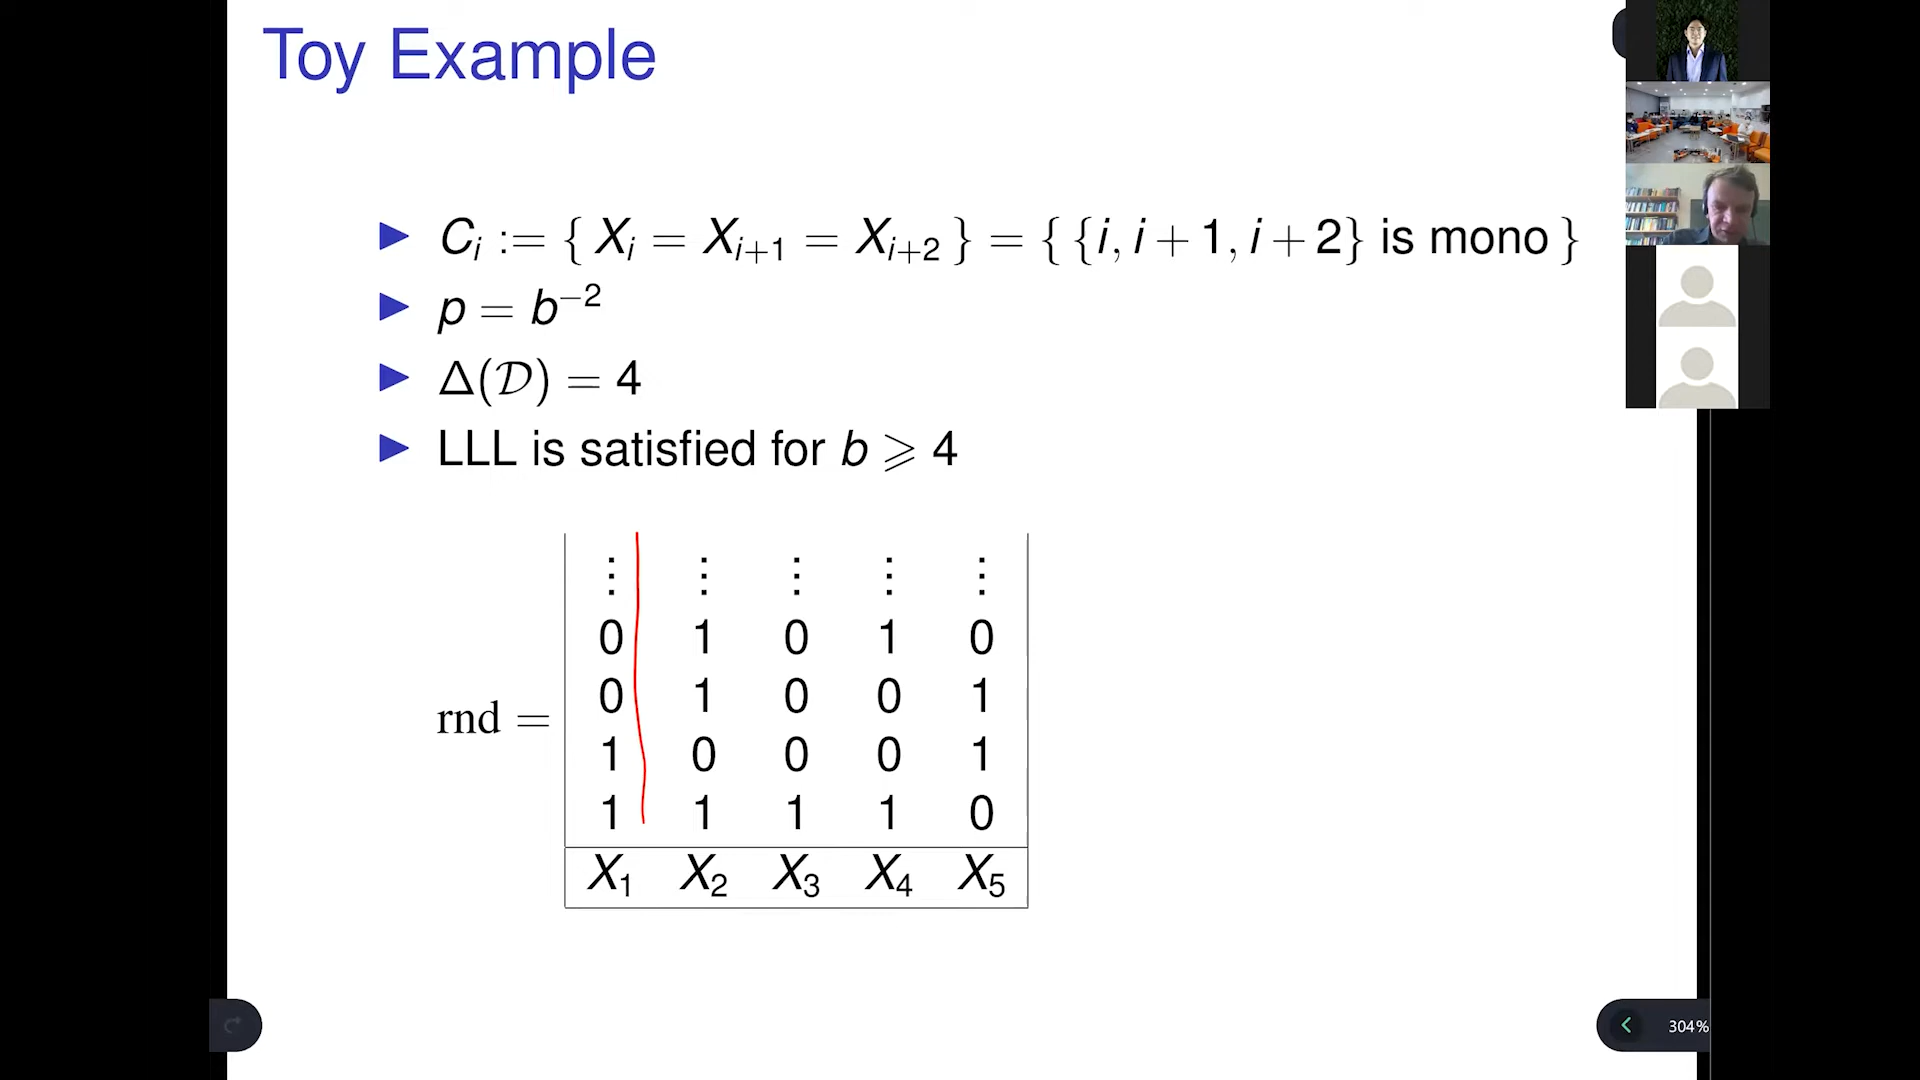 Toy Example
▶ C_i := { X_i = X_{i+1} = X_{i+2} } = { {i, i + 1, i + 2} is mono }
▶ p = b^{−2}
▶ Δ(𝒟) = 4
▶ LLL is satisfied for b ⩾ 4
⋮ ⋮ ⋮ ⋮ ⋮
0 1 0 1 0
0 1 0 0 1
rnd =
1 0 0 0 1
1 1 1 1 0
X_1 X_2 X_3 X_4 X_5
304%